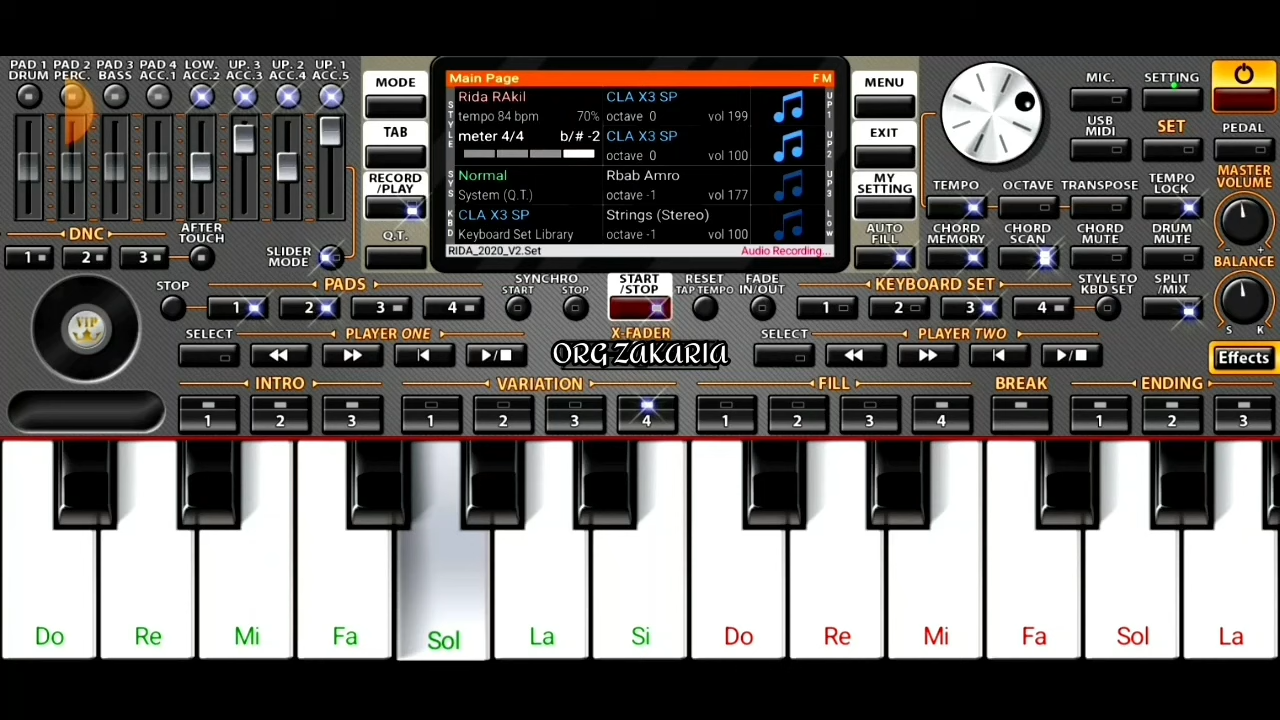 PAD 1 PAD 2 PAD 3 PAD 4 LOW. UP. 3 UP. 2 UP. 1
DRUM PERC. BASS ACC.1 ACC.2 ACC.3 ACC.4 ACC.5
MODE
TAB
RECORD
/PLAY
Q.T.
DNC
1 2 3
AFTER
TOUCH
SLIDER
MODE
Main Page FM
STYLE
Rida RAkil
tempo 84 bpm 70%
meter 4/4 b/# -2
SYS
Normal
System (Q.T.)
KBD
CLA X3 SP
Keyboard Set Library
CLA X3 SP
octave 0 vol 199
UP1
CLA X3 SP
octave 0 vol 100
UP2
Rbab Amro
octave -1 vol 177
UP3
Strings (Stereo)
octave -1 vol 100
Low
RIDA_2020_V2.Set Audio Recording...
MENU
EXIT
MY
SETTING
AUTO
FILL
MIC. SETTING
USB
MIDI
SET
PEDAL
TEMPO OCTAVE TRANSPOSE TEMPO
LOCK
CHORD
MEMORY
CHORD
SCAN
CHORD
MUTE
DRUM
MUTE
MASTER
VOLUME
- +
BALANCE
S K
VIP
STOP
PADS
1 2 3 4
SYNCHRO
START STOP
START
/STOP
RESET
TAP TEMPO
FADE
IN/OUT
KEYBOARD SET
1 2 3 4
STYLE TO
KBD SET
SPLIT
/MIX
SELECT PLAYER ONE X-FADER SELECT PLAYER TWO
ORG ZAKARIA
Effects
INTRO VARIATION FILL BREAK ENDING
1 2 3 1 2 3 4 1 2 3 4 1 2 3
Do Re Mi Fa Sol La Si Do Re Mi Fa Sol La